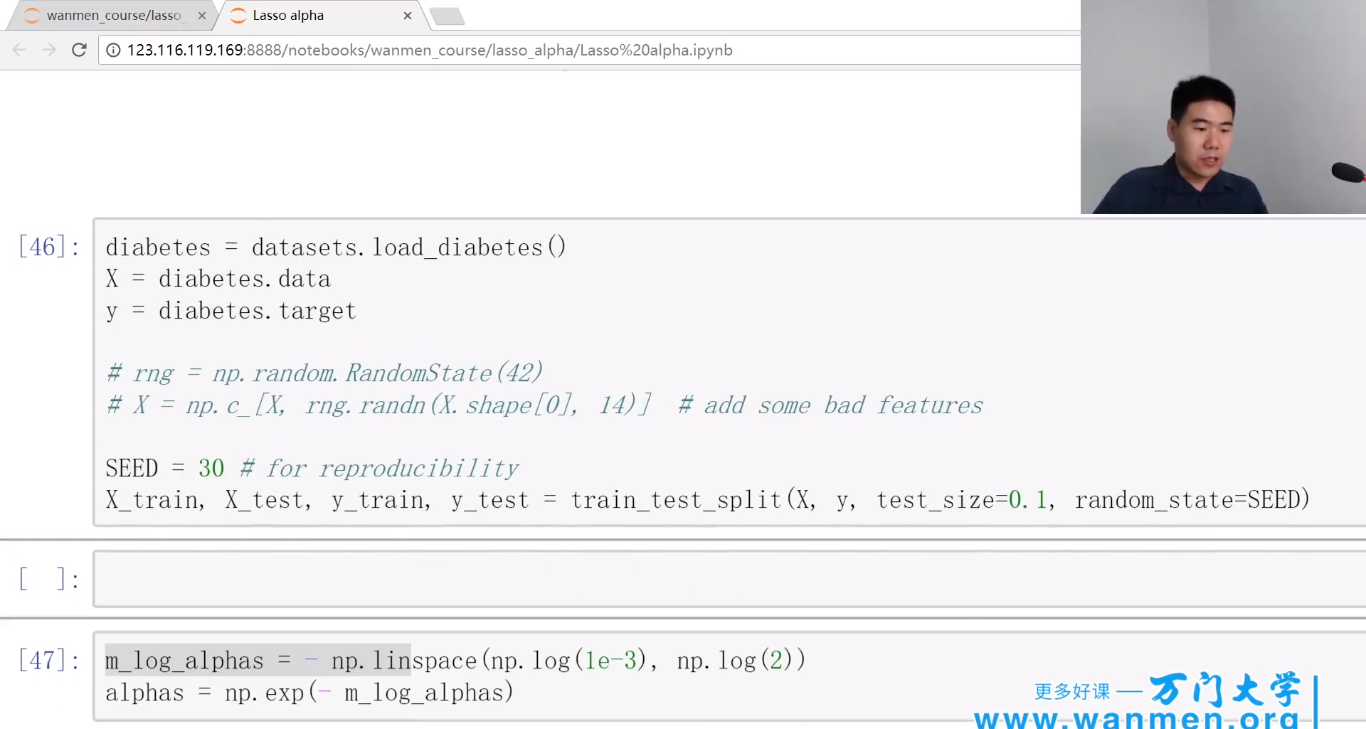 wanmen_course/lasso_
Lasso alpha
123.116.119.169:8888/notebooks/wanmen_course/lasso_alpha/Lasso%20alpha.ipynb
[46]:
diabetes = datasets.load_diabetes()
X = diabetes.data
y = diabetes.target
# rng = np.random.RandomState(42)
# X = np.c_[X, rng.randn(X.shape[0], 14)]  # add some bad features
SEED = 30 # for reproducibility
X_train, X_test, y_train, y_test = train_test_split(X, y, test_size=0.1, random_state=SEED)
[ ]:
[47]:
m_log_alphas = - np.linspace(np.log(1e-3), np.log(2))
alphas = np.exp(- m_log_alphas)
更多好课 — 万门大学
www.wanmen.org